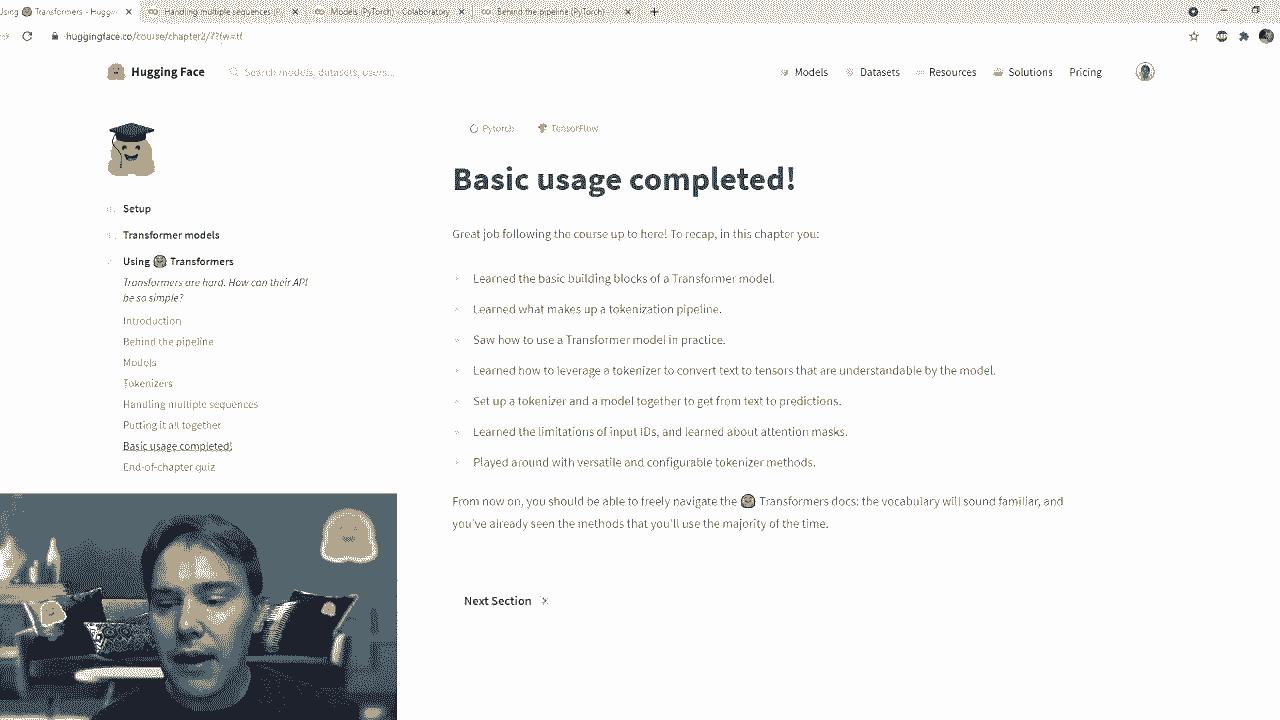 Using 🤗 Transformers - Huggin
Handling multiple sequences (P
Models (PyTorch) - Colaboratory
Behind the pipeline (PyTorch) -
huggingface.co/course/chapter2/7?fw=tf
Hugging Face
Search models, datasets, users...
Models
Datasets
Resources
Solutions
Pricing
Pytorch
TensorFlow
Setup
Transformer models
Using 🤗 Transformers
Transformers are hard. How can their API
be so simple?
Introduction
Behind the pipeline
Models
Tokenizers
Handling multiple sequences
Putting it all together
Basic usage completed!
End-of-chapter quiz
Basic usage completed!
Great job following the course up to here! To recap, in this chapter you:
Learned the basic building blocks of a Transformer model.
Learned what makes up a tokenization pipeline.
Saw how to use a Transformer model in practice.
Learned how to leverage a tokenizer to convert text to tensors that are understandable by the model.
Set up a tokenizer and a model together to get from text to predictions.
Learned the limitations of input IDs, and learned about attention masks.
Played around with versatile and configurable tokenizer methods.
From now on, you should be able to freely navigate the 🤗 Transformers docs: the vocabulary will sound familiar, and
you've already seen the methods that you'll use the majority of the time.
Next Section